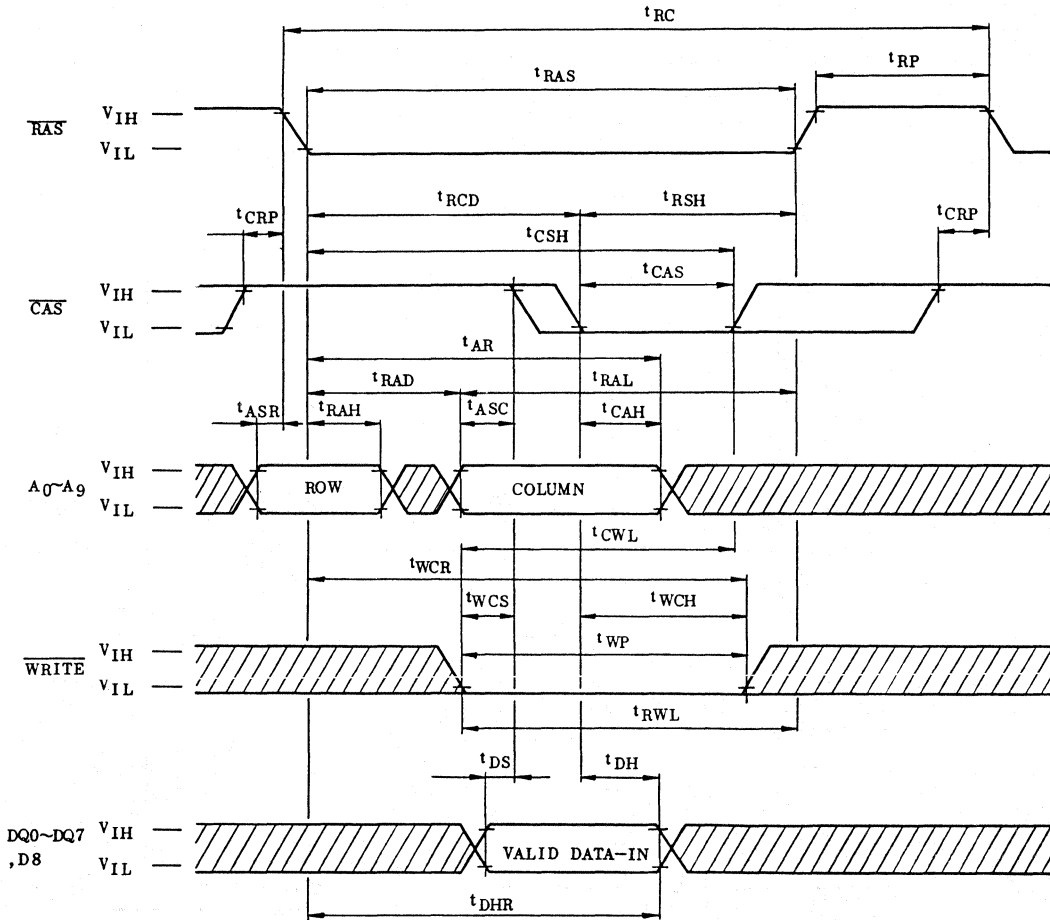 tRC
tRP
tRAS
RAS VIH
VIL
tRCD tRSH
tCRP tCRP
tCSH
tCAS
CAS VIH
VIL
tAR
tRAD tRAL
tASR tRAH tASC tCAH
A0~A9 VIH
VIL
ROW COLUMN
tCWL
tWCR
tWCS tWCH
tWP
WRITE VIH
VIL
tRWL
tDS tDH
DQ0~DQ7 VIH
,D8 VIL
VALID DATA-IN
tDHR